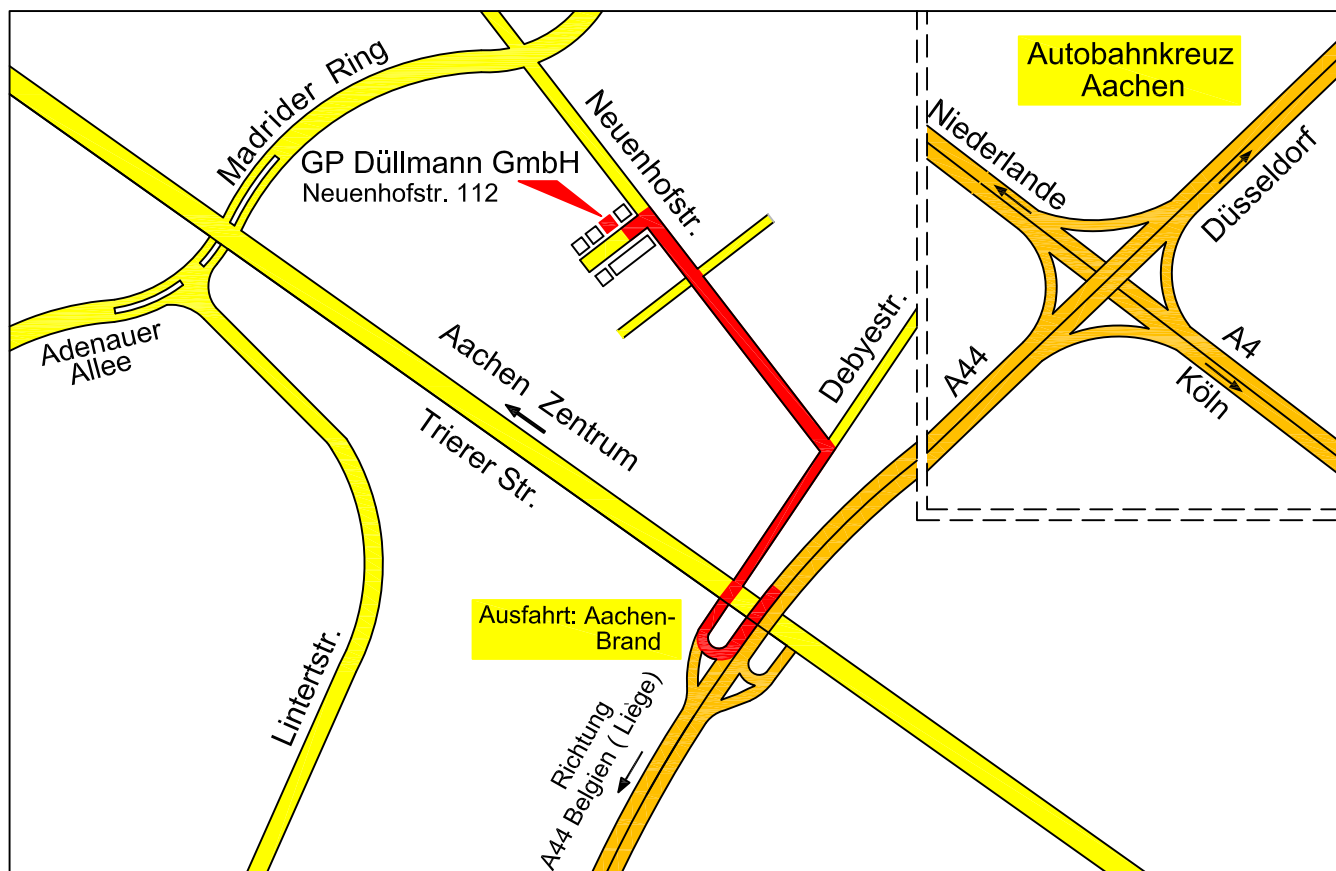 Madrider Ring
GP Düllmann GmbH
Neuenhofstr. 112
Neuenhofstr.
Autobahnkreuz
Aachen
Niederlande
Düsseldorf
A44
A4
Köln
Debyestr.
Adenauer
Allee
Aachen Zentrum
Trierer Str.
Ausfahrt: Aachen-
Brand
Lintertstr.
Richtung
A44 Belgien ( Liège)